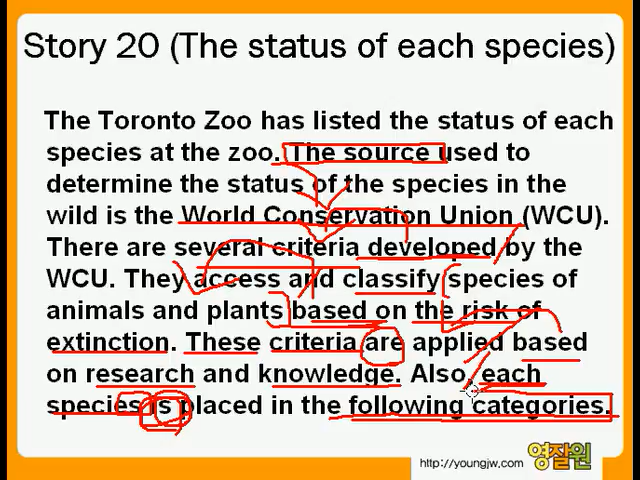 Story 20 (The status of each species)
The Toronto Zoo has listed the status of each
species at the zoo. The source used to
determine the status of the species in the
wild is the World Conservation Union (WCU).
There are several criteria developed by the
WCU. They access and classify species of
animals and plants based on the risk of
extinction. These criteria are applied based
on research and knowledge. Also, each
species is placed in the following categories.
http://youngjw.com 영잘원